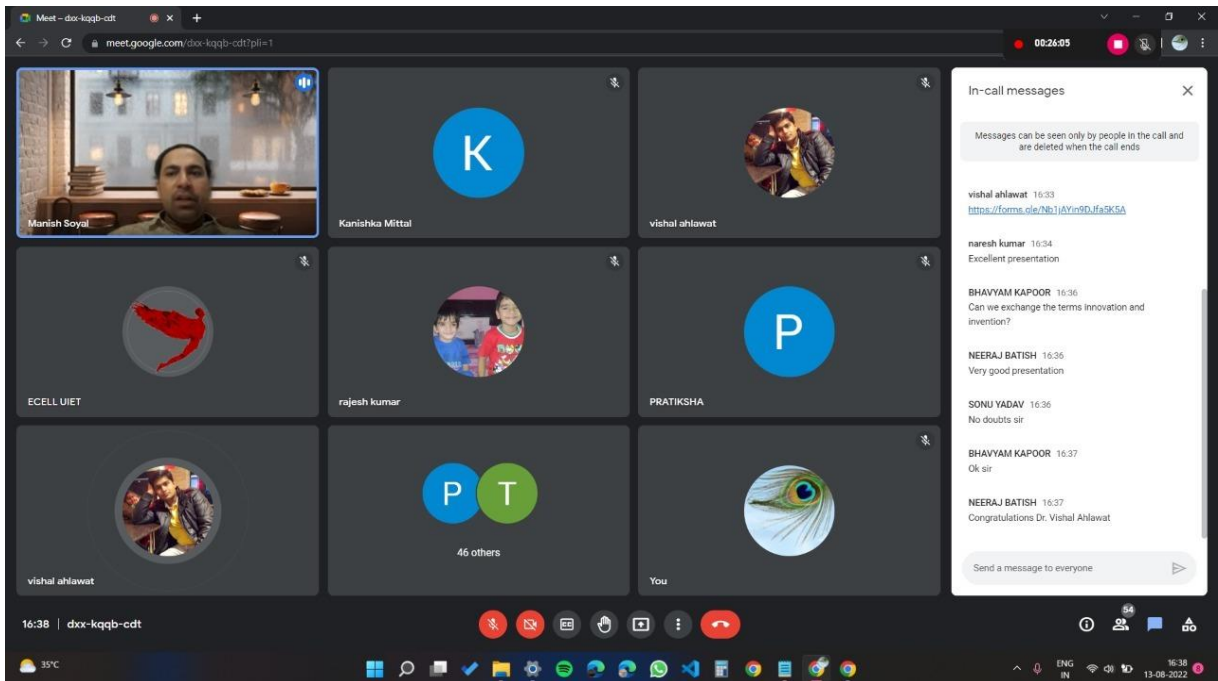 Meet – dxx-kqqb-cdt
meet.google.com/dxx-kqqb-cdt?pli=1
00:26:05
Manish Soyal
K
Kanishka Mittal
vishal ahlawat
ECELL UIET
rajesh kumar
P
PRATIKSHA
vishal ahlawat
P T
46 others
You
In-call messages
Messages can be seen only by people in the call and
are deleted when the call ends
vishal ahlawat 16:33
https://forms.gle/Nb1jAYin9DJfa5K5A
naresh kumar 16:34
Excellent presentation
BHAVYAM KAPOOR 16:36
Can we exchange the terms innovation and
invention?
NEERAJ BATISH 16:36
Very good presentation
SONU YADAV 16:36
No doubts sir
BHAVYAM KAPOOR 16:37
Ok sir
NEERAJ BATISH 16:37
Congratulations Dr. Vishal Ahlawat
Send a message to everyone
16:38 | dxx-kqqb-cdt
54
35°C
ENG
IN
16:38
13-08-2022
8